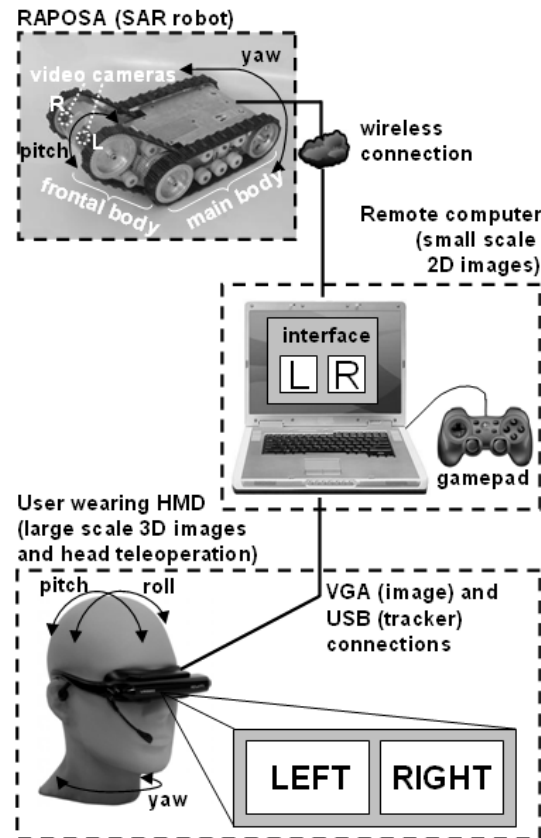 RAPOSA (SAR robot)
yaw
video cameras
R
L
pitch
frontal body
main body
wireless
connection
Remote computer
(small scale
2D images)
interface
L R
gamepad
User wearing HMD
(large scale 3D images
and head teleoperation)
pitch roll
VGA (image) and
USB (tracker)
connections
yaw
LEFT RIGHT